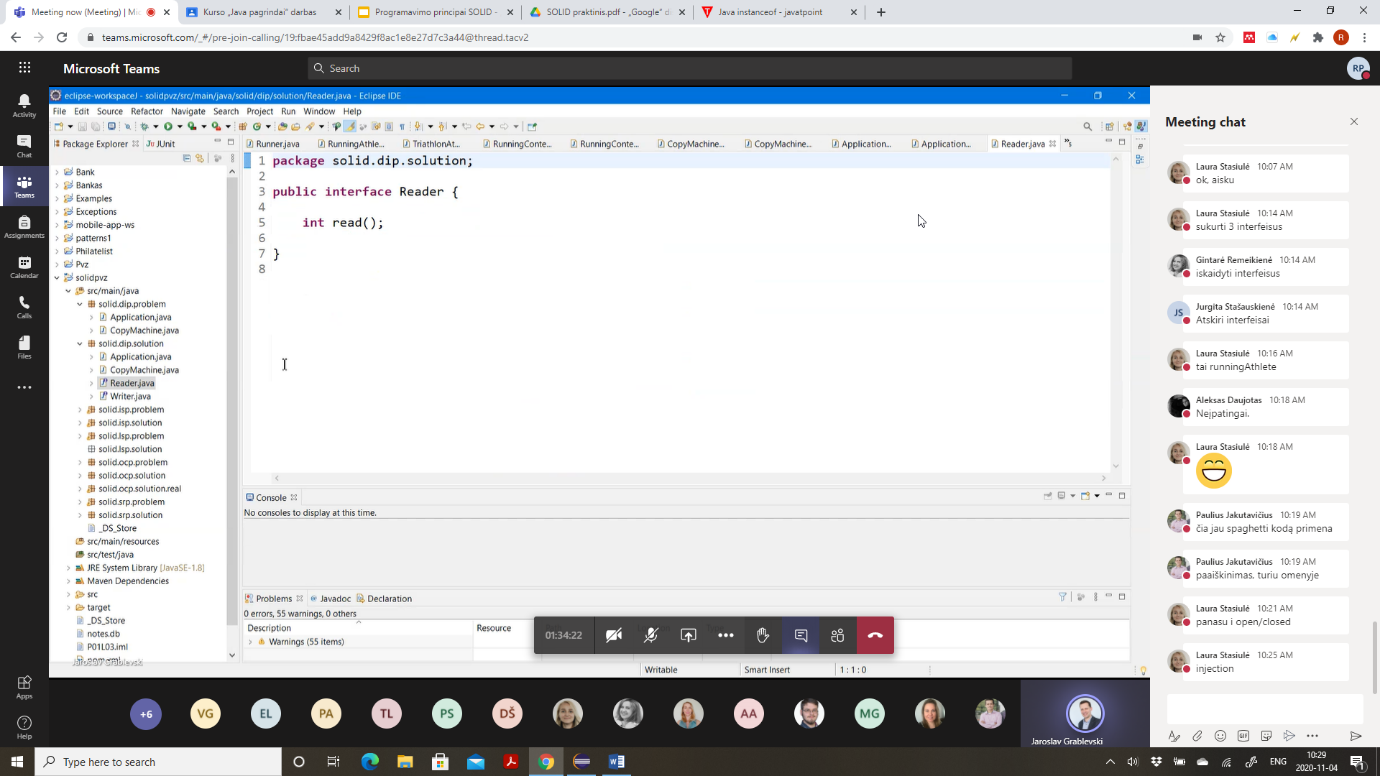 Meeting now (Meeting) | Mic
Kurso „Java pagrindai" darbas
Programavimo principai SOLID -
SOLID praktinis.pdf - „Google" d
Java instanceof - javatpoint
teams.microsoft.com/_#/pre-join-calling/19:fbae45add9a8429f8ac1e8e27d7c3a44@thread.tacv2
R
Microsoft Teams
Search
RP
Activity
Chat
Teams
Assignments
Calendar
Calls
Files
Apps
Help
eclipse-workspaceJ - solidpvz/src/main/java/solid/dip/solution/Reader.java - Eclipse IDE
File Edit Source Refactor Navigate Search Project Run Window Help
Package Explorer
JUnit
Runner.java
RunningAthle...
TriathlonAt...
RunningConte...
RunningConte...
CopyMachine...
CopyMachine...
Application...
Application...
Reader.java
Bank
Bankas
Examples
Exceptions
mobile-app-ws
patterns1
Philatelist
Pvz
solidpvz
src/main/java
solid.dip.problem
Application.java
CopyMachine.java
solid.dip.solution
Application.java
CopyMachine.java
Reader.java
Writer.java
solid.isp.problem
solid.isp.solution
solid.lsp.problem
solid.lsp.solution
solid.ocp.problem
solid.ocp.solution
solid.ocp.solution.real
solid.srp.problem
solid.srp.solution
_DS_Store
src/main/resources
src/test/java
JRE System Library [JavaSE-1.8]
Maven Dependencies
src
target
_DS_Store
notes.db
P01L03.iml
1 package solid.dip.solution;
2
3 public interface Reader {
4
5 int read();
6
7 }
8
Console
No consoles to display at this time.
Problems
Javadoc
Declaration
0 errors, 55 warnings, 0 others
Description
Resource
Warnings (55 items)
01:34:22
Writable
Smart Insert
1 : 1 : 0
Jaroslav Grablevski
Meeting chat
Laura Stasiulė 10:07 AM
ok, aisku
Laura Stasiulė 10:14 AM
sukurti 3 interfeisus
Gintarė Remeikienė 10:14 AM
iskaidyti interfeisus
JS
Jurgita Stašauskienė 10:14 AM
Atskiri interfeisai
Laura Stasiulė 10:16 AM
tai runningAthlete
Aleksas Daujotas 10:18 AM
Neįpatingai.
Laura Stasiulė 10:18 AM
Paulius Jakutavičius 10:19 AM
čia jau spaghetti kodą primena
Paulius Jakutavičius 10:19 AM
paaiškinimas, turiu omenyje
Laura Stasiulė 10:21 AM
panasu i open/closed
Laura Stasiulė 10:25 AM
injection
+6
VG
EL
PA
TL
PS
DŠ
AA
MG
Jaroslav Grablevski
Type here to search
ENG
10:29
2020-11-04